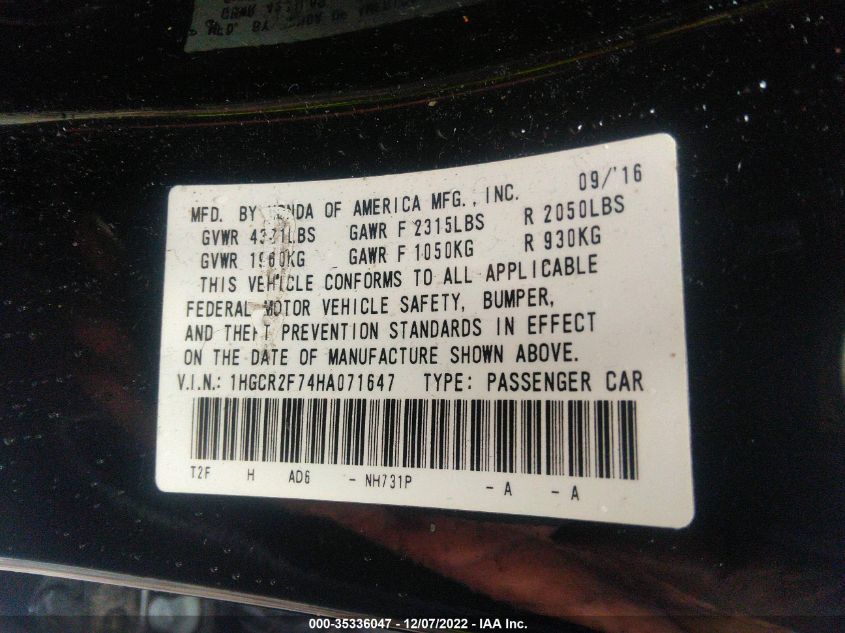 MFD. BY HONDA OF AMERICA MFG., INC. 09/'16
GVWR 4321LBS GAWR F 2315LBS R 2050LBS
GVWR 1960KG GAWR F 1050KG R 930KG
THIS VEHICLE CONFORMS TO ALL APPLICABLE
FEDERAL MOTOR VEHICLE SAFETY, BUMPER,
AND THEFT PREVENTION STANDARDS IN EFFECT
ON THE DATE OF MANUFACTURE SHOWN ABOVE.
V.I.N.: 1HGCR2F74HA071647 TYPE: PASSENGER CAR
T2F H AD6 - NH731P - A - A
000-35336047 - 12/07/2022 - IAA Inc.